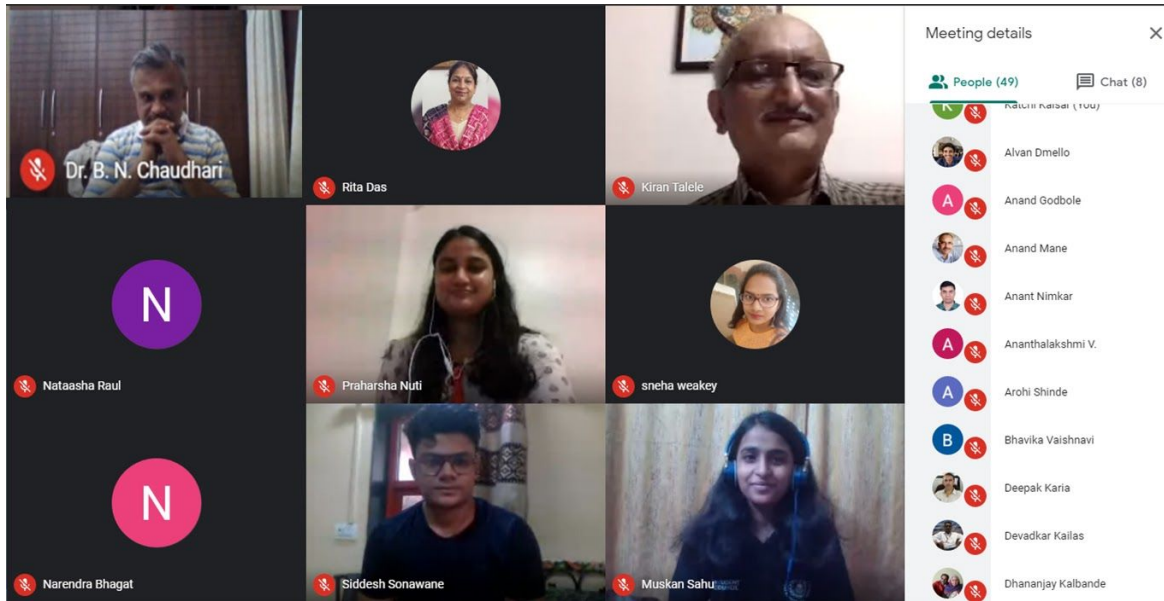 Dr. B. N. Chaudhari
Rita Das
Kiran Talele
N
Nataasha Raul
Praharsha Nuti
sneha weakey
N
Narendra Bhagat
Siddesh Sonawane
Muskan Sahu
Meeting details
People (49)
Chat (8)
K
(You)
Alvan Dmello
A
Anand Godbole
Anand Mane
Anant Nimkar
A
Ananthalakshmi V.
A
Arohi Shinde
B
Bhavika Vaishnavi
Deepak Karia
Devadkar Kailas
Dhananjay Kalbande